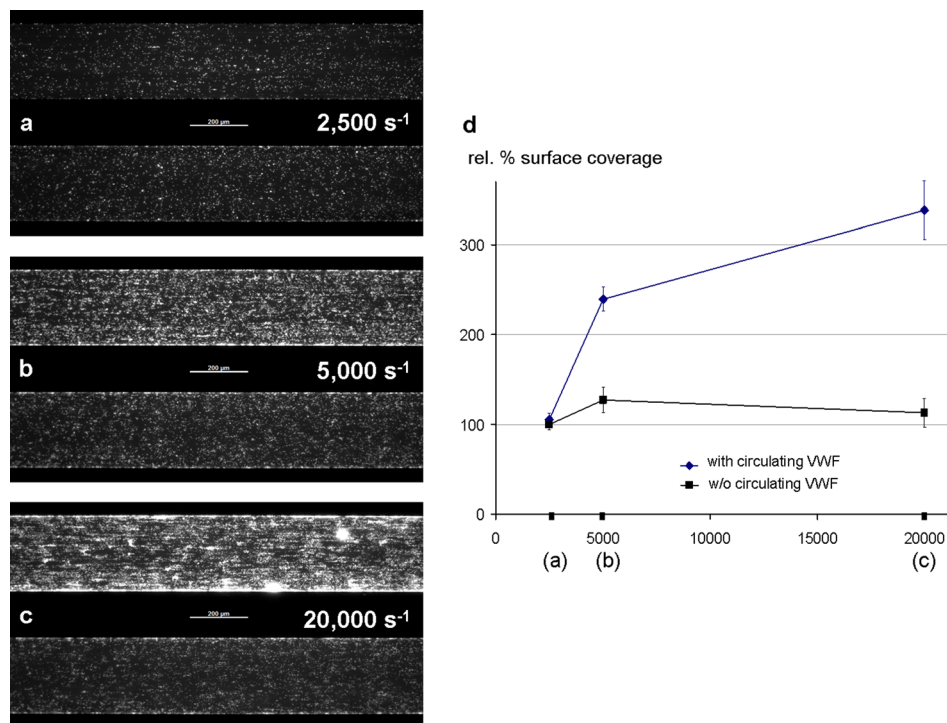 a
200 µm
2,500 s-1
b
200 µm
5,000 s-1
c
200 µm
20,000 s-1
d
rel. % surface coverage
300
200
100
0
with circulating VWF
w/o circulating VWF
0 5000 10000 15000 20000
(a) (b) (c)